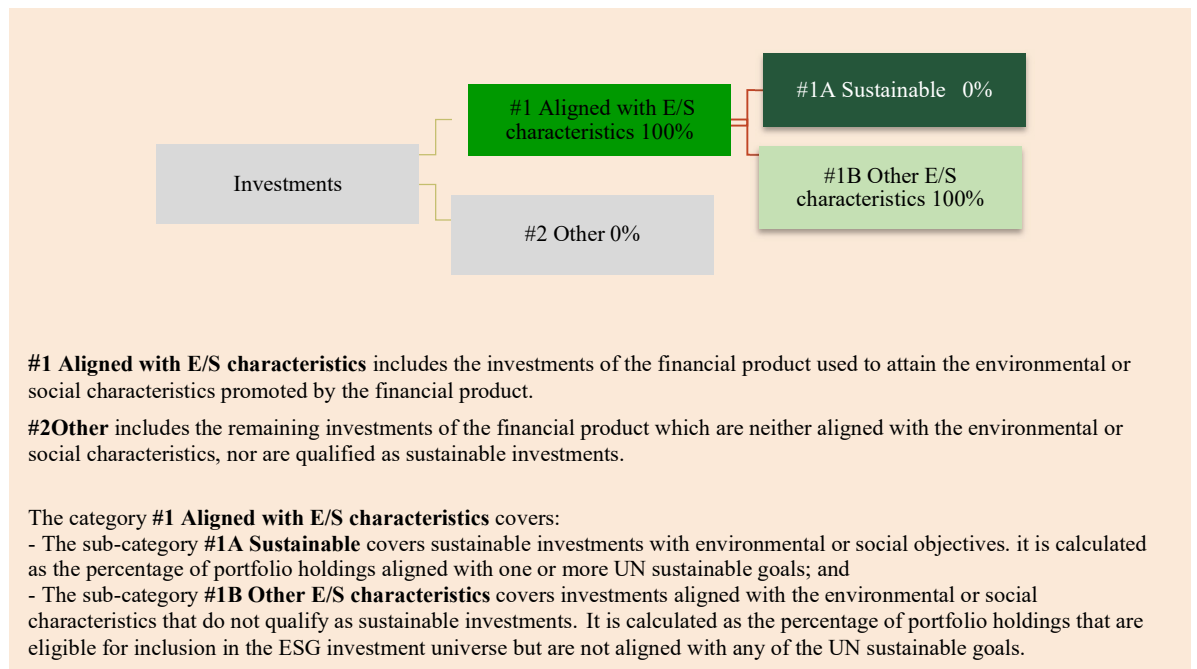 #1A Sustainable 0%
#1 Aligned with E/S
characteristics 100%
Investments
#1B Other E/S
characteristics 100%
#2 Other 0%
#1 Aligned with E/S characteristics includes the investments of the financial product used to attain the environmental or
social characteristics promoted by the financial product.
#2Other includes the remaining investments of the financial product which are neither aligned with the environmental or
social characteristics, nor are qualified as sustainable investments.
The category #1 Aligned with E/S characteristics covers:
- The sub-category #1A Sustainable covers sustainable investments with environmental or social objectives. it is calculated
as the percentage of portfolio holdings aligned with one or more UN sustainable goals; and
- The sub-category #1B Other E/S characteristics covers investments aligned with the environmental or social
characteristics that do not qualify as sustainable investments. It is calculated as the percentage of portfolio holdings that are
eligible for inclusion in the ESG investment universe but are not aligned with any of the UN sustainable goals.